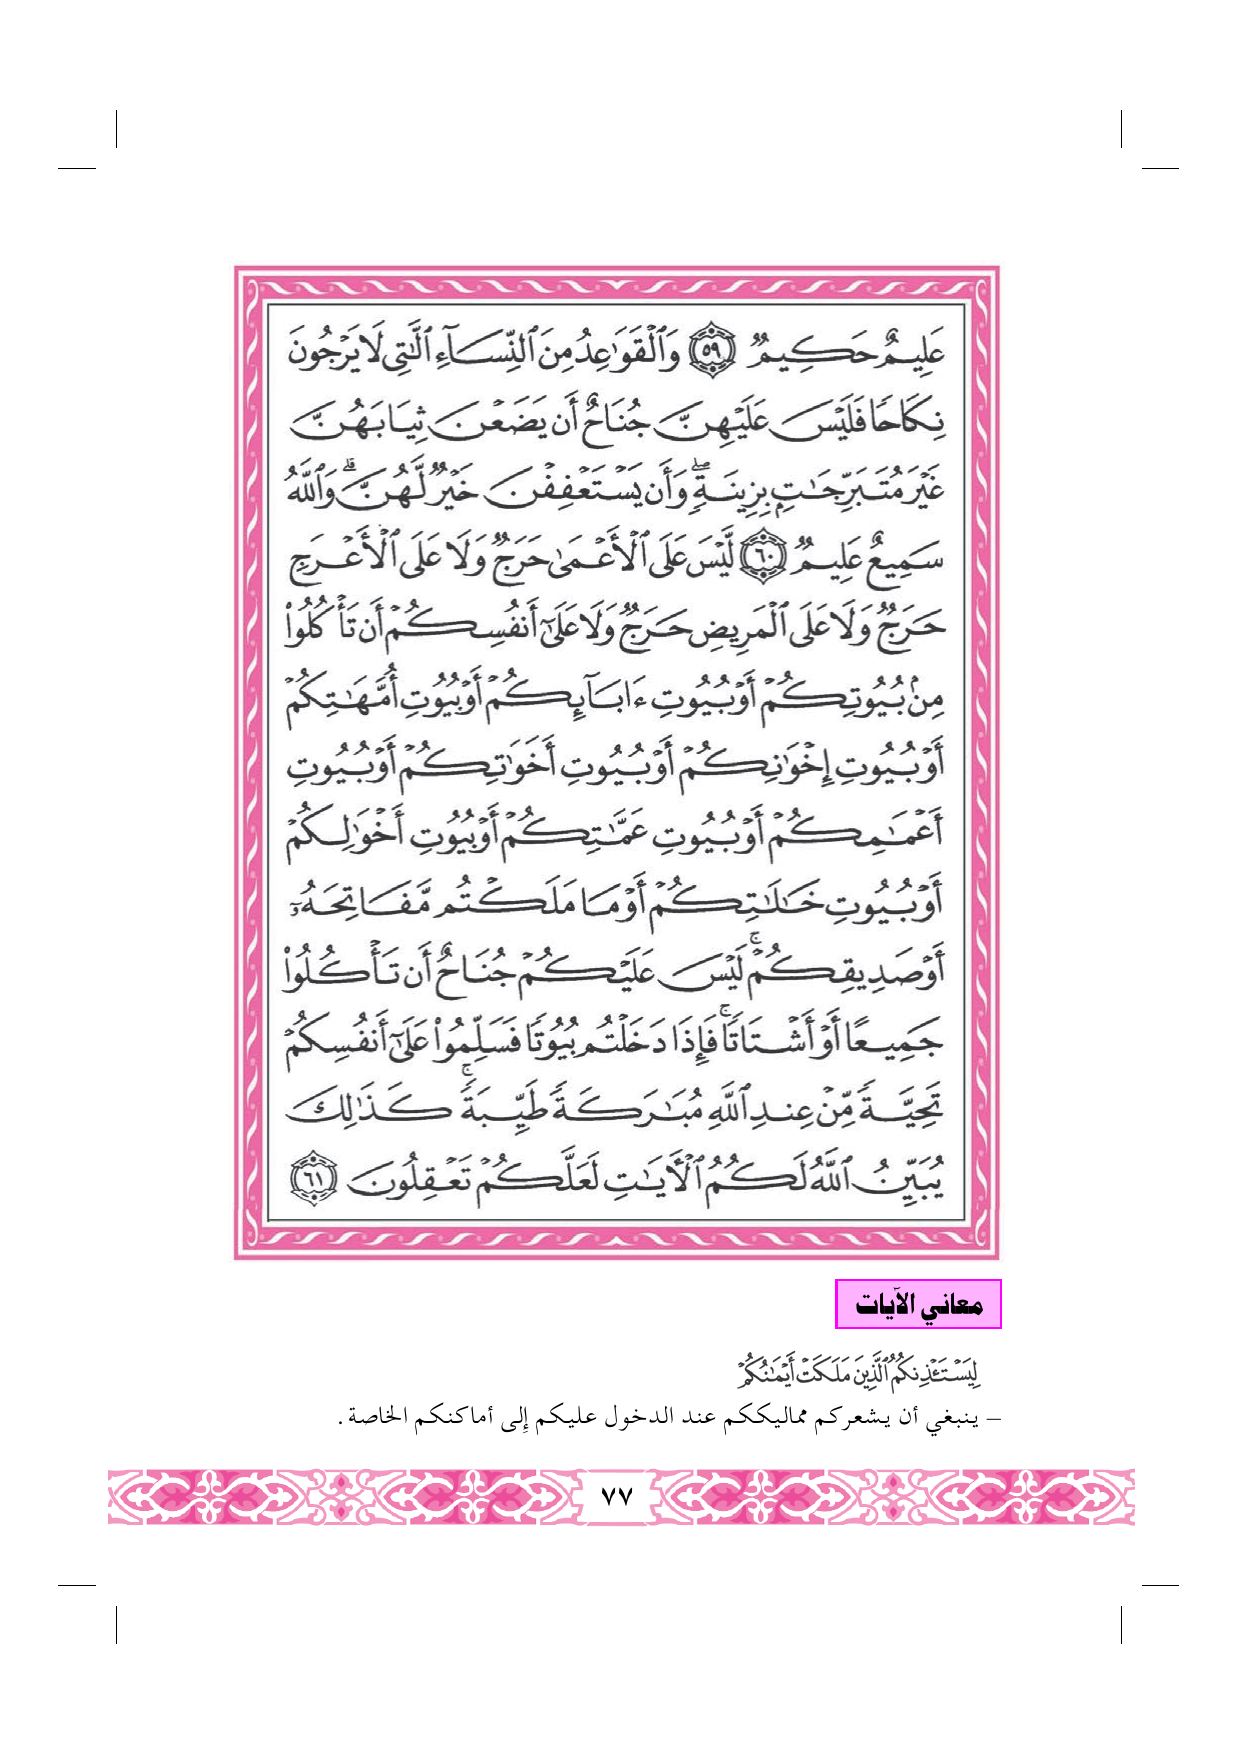 عَلِيمٌ حَكِيمٌ ۝٥٩ وَٱلْقَوَٰعِدُ مِنَ ٱلنِّسَآءِ ٱلَّٰتِى لَا يَرْجُونَ
نِكَاحًا فَلَيْسَ عَلَيْهِنَّ جُنَاحٌ أَن يَضَعْنَ ثِيَابَهُنَّ
غَيْرَ مُتَبَرِّجَٰتٍۭ بِزِينَةٍۖ وَأَن يَسْتَعْفِفْنَ خَيْرٌ لَّهُنَّۗ وَٱللَّهُ
سَمِيعٌ عَلِيمٌ ۝٦٠ لَّيْسَ عَلَى ٱلْأَعْمَىٰ حَرَجٌ وَلَا عَلَى ٱلْأَعْرَجِ
حَرَجٌ وَلَا عَلَى ٱلْمَرِيضِ حَرَجٌ وَلَا عَلَىٰٓ أَنفُسِكُمْ أَن تَأْكُلُوا۟
مِنۢ بُيُوتِكُمْ أَوْ بُيُوتِ ءَابَآئِكُمْ أَوْ بُيُوتِ أُمَّهَٰتِكُمْ
أَوْ بُيُوتِ إِخْوَٰنِكُمْ أَوْ بُيُوتِ أَخَوَٰتِكُمْ أَوْ بُيُوتِ
أَعْمَٰمِكُمْ أَوْ بُيُوتِ عَمَّٰتِكُمْ أَوْ بُيُوتِ أَخْوَٰلِكُمْ
أَوْ بُيُوتِ خَٰلَٰتِكُمْ أَوْ مَا مَلَكْتُم مَّفَاتِحَهُۥٓ
أَوْ صَدِيقِكُمْۚ لَيْسَ عَلَيْكُمْ جُنَاحٌ أَن تَأْكُلُوا۟
جَمِيعًا أَوْ أَشْتَاتًاۚ فَإِذَا دَخَلْتُم بُيُوتًا فَسَلِّمُوا۟ عَلَىٰٓ أَنفُسِكُمْ
تَحِيَّةً مِّنْ عِندِ ٱللَّهِ مُبَٰرَكَةً طَيِّبَةًۚ كَذَٰلِكَ
يُبَيِّنُ ٱللَّهُ لَكُمُ ٱلْءَايَٰتِ لَعَلَّكُمْ تَعْقِلُونَ ۝٦١
معاني الآيات
لِيَسْتَـْٔذِنكُمُ ٱلَّذِينَ مَلَكَتْ أَيْمَٰنُكُمْ
– ينبغي أن يشعركم مماليككم عند الدخول عليكم إِلى أماكنكم الخاصة .
٧٧